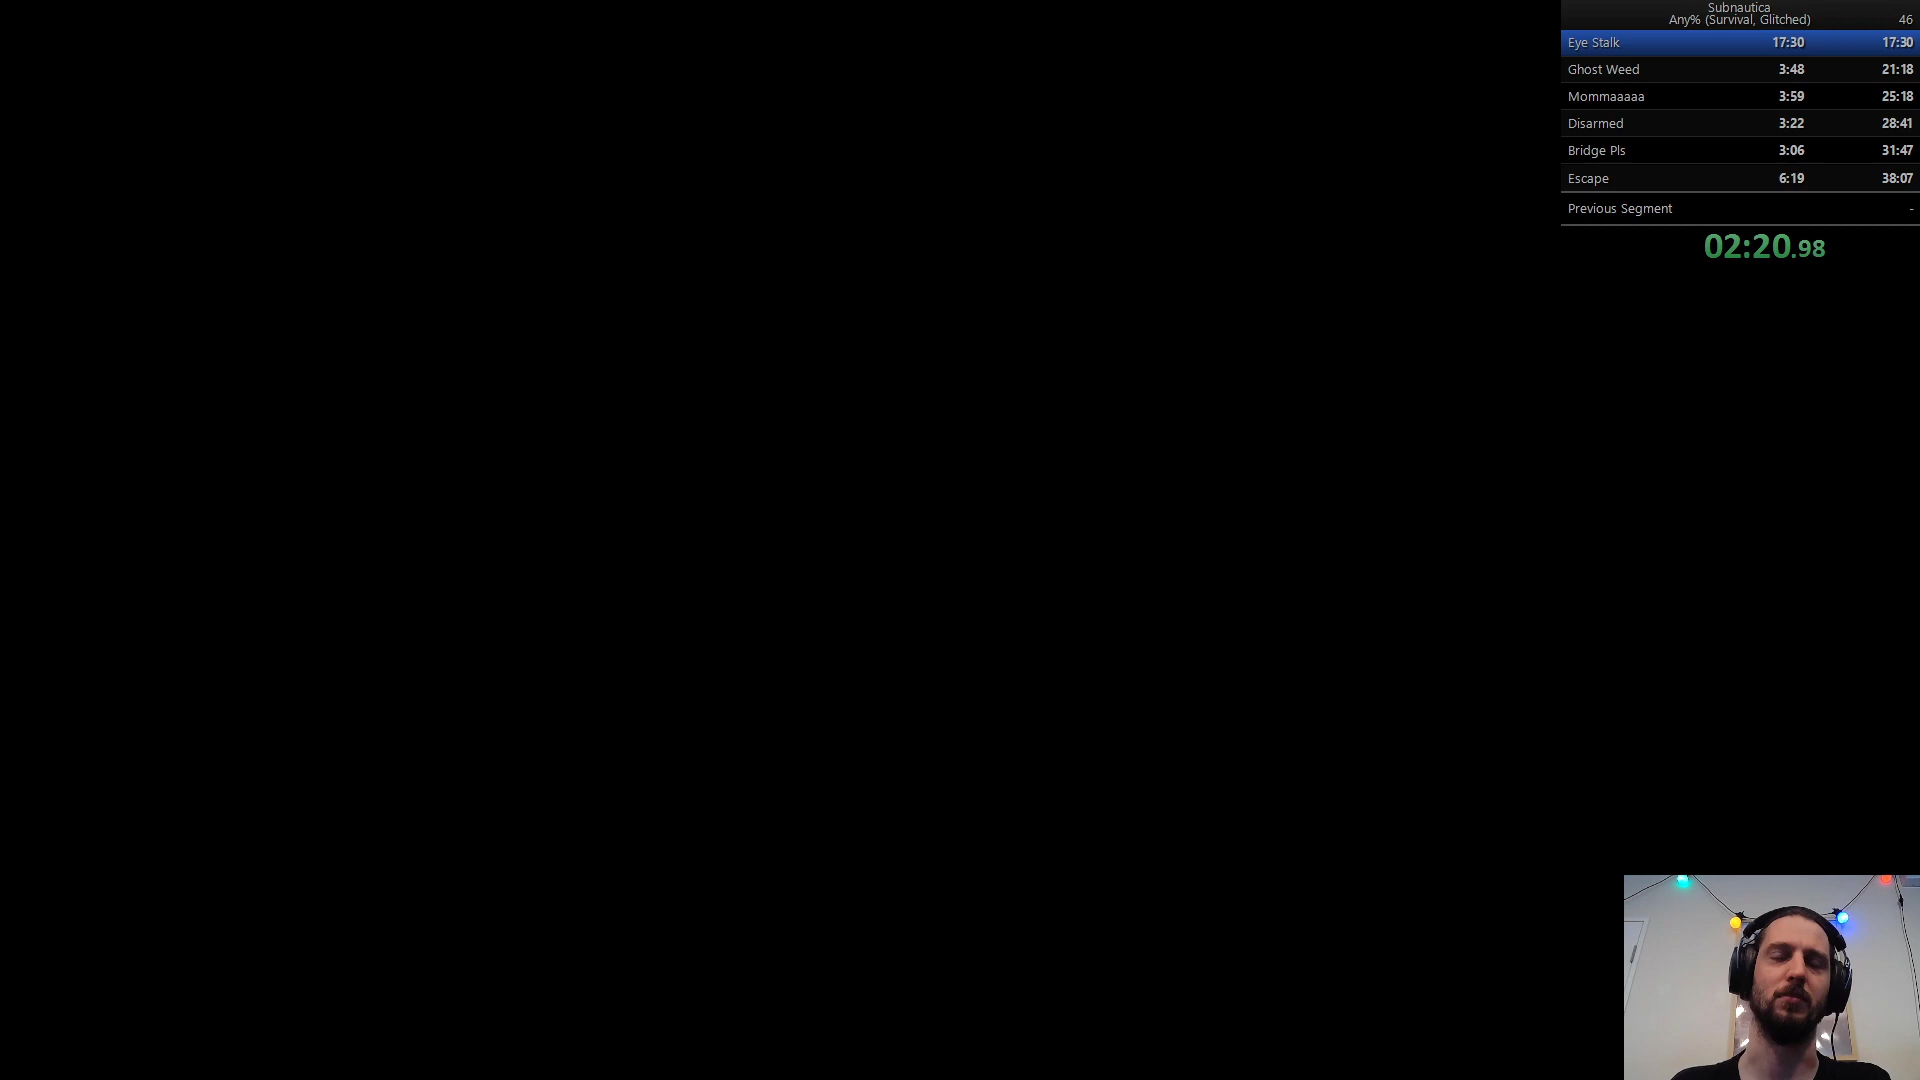 Subnautica
Any% (Survival, Glitched) 46
Eye Stalk 17:30 17:30
Ghost Weed 3:48 21:18
Mommaaaaa 3:59 25:18
Disarmed 3:22 28:41
Bridge Pls 3:06 31:47
Escape 6:19 38:07
Previous Segment -
02:20.98